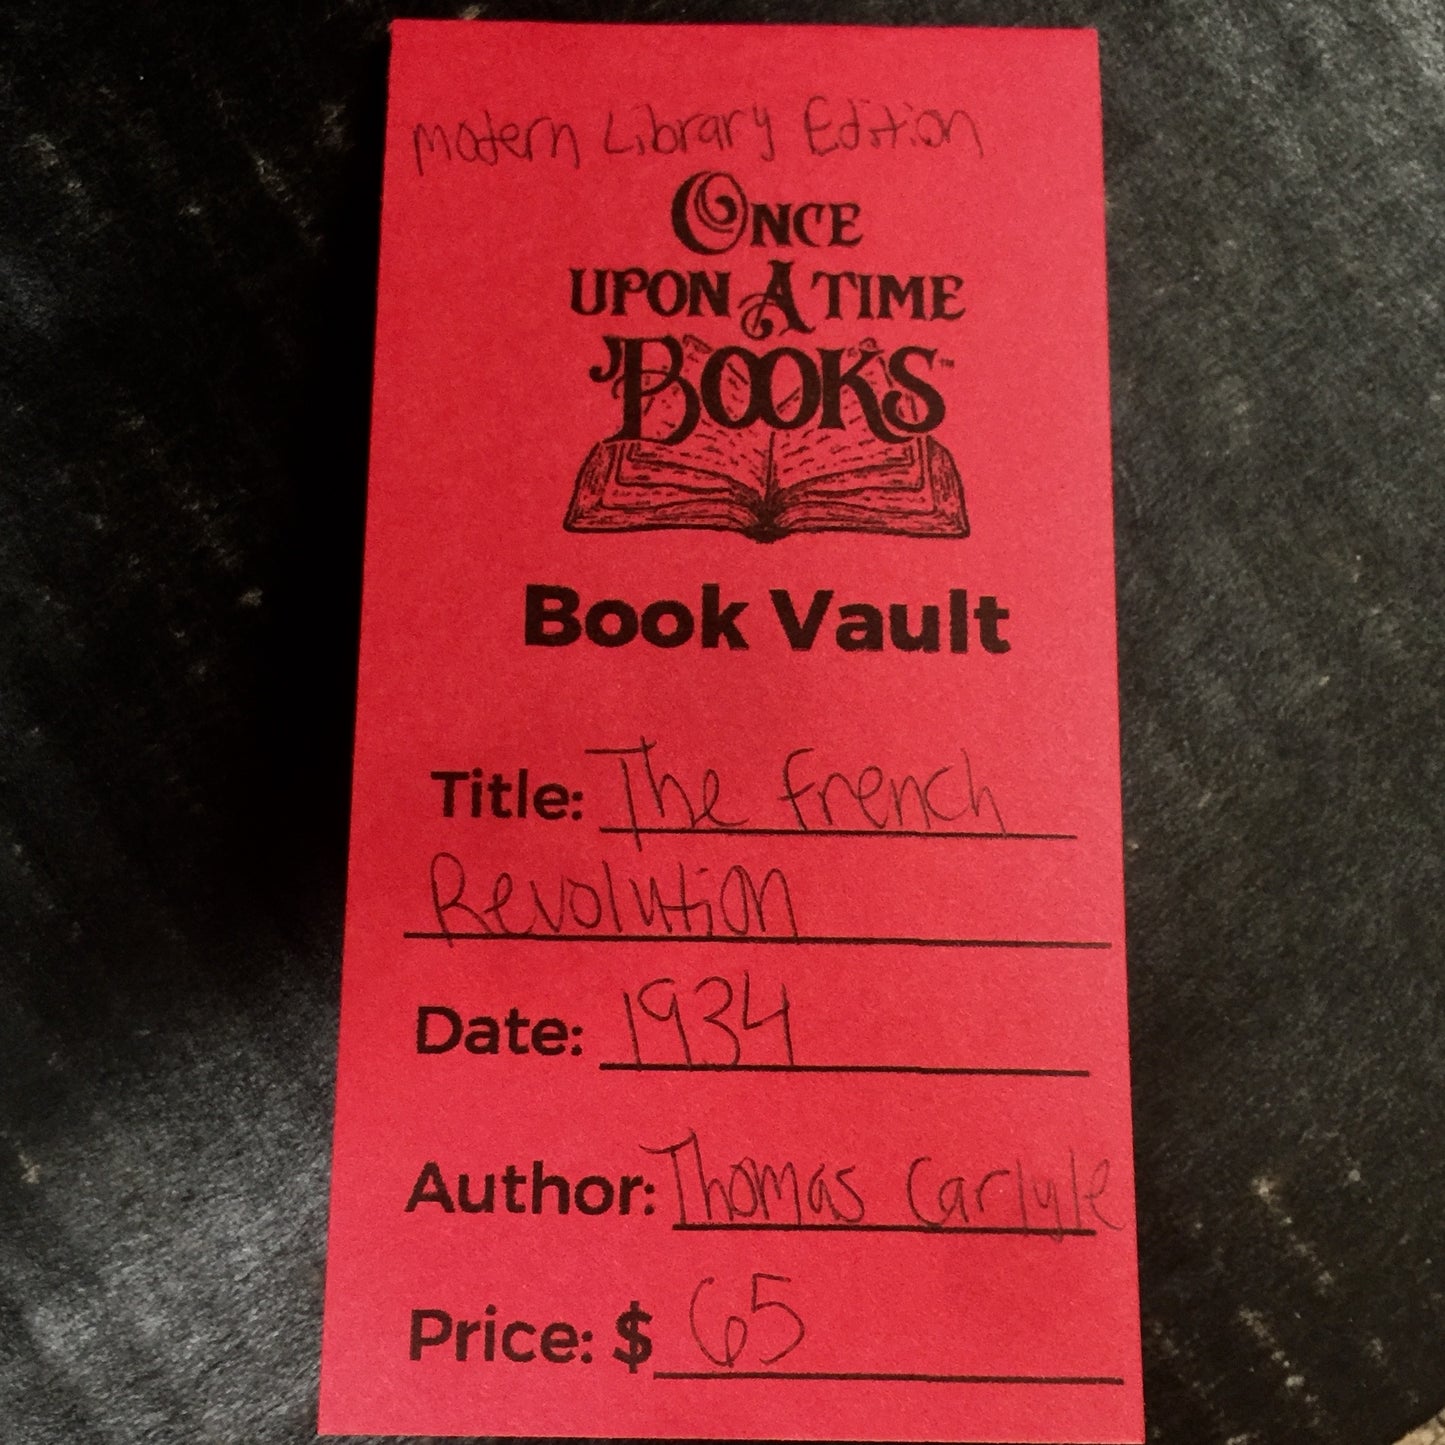 Modern Library Edition
ONCE
UPON A TIME
BOOKS™
Book Vault
Title: The French
Revolution
Date: 1934
Author: Thomas Carlyle
Price: $ 65